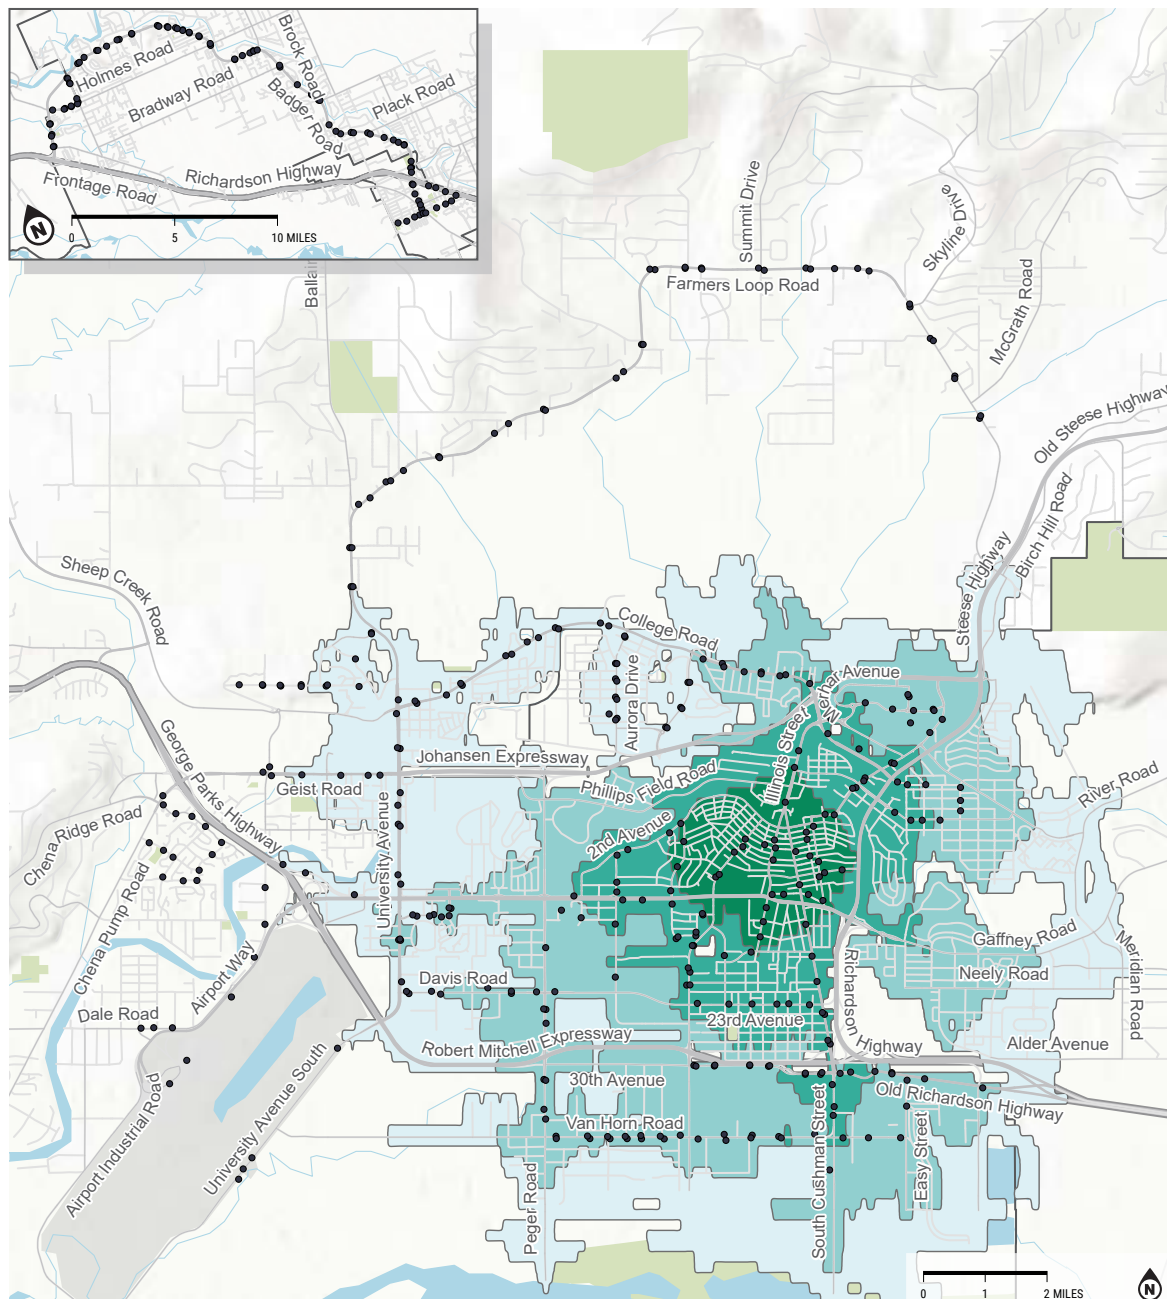 Brock Road
Holmes Road
Bradway Road
Badger Road
Plack Road
Richardson Highway
Frontage Road
N
0 5 10 MILES
Summit Drive
Skyline Drive
Farmers Loop Road
McGrath Road
Old Steese Highway
Birch Hill Road
Steese Highway
Sheep Creek Road
College Road
Aurora Drive
Johansen Expressway
Illinois Street
Phillips Field Road
George Parks Highway
Geist Road
2nd Avenue
River Road
Chena Ridge Road
University Avenue
Chena Pump Road
Gaffney Road
Neely Road
Meridian Road
Airport Way
Davis Road
Richardson Highway
Dale Road
23rd Avenue
Robert Mitchell Expressway
Alder Avenue
30th Avenue
Old Richardson Highway
Van Horn Road
University Avenue South
Airport Industrial Road
Peger Road
South Cushman Street
Easy Street
0 1 2 MILES
N